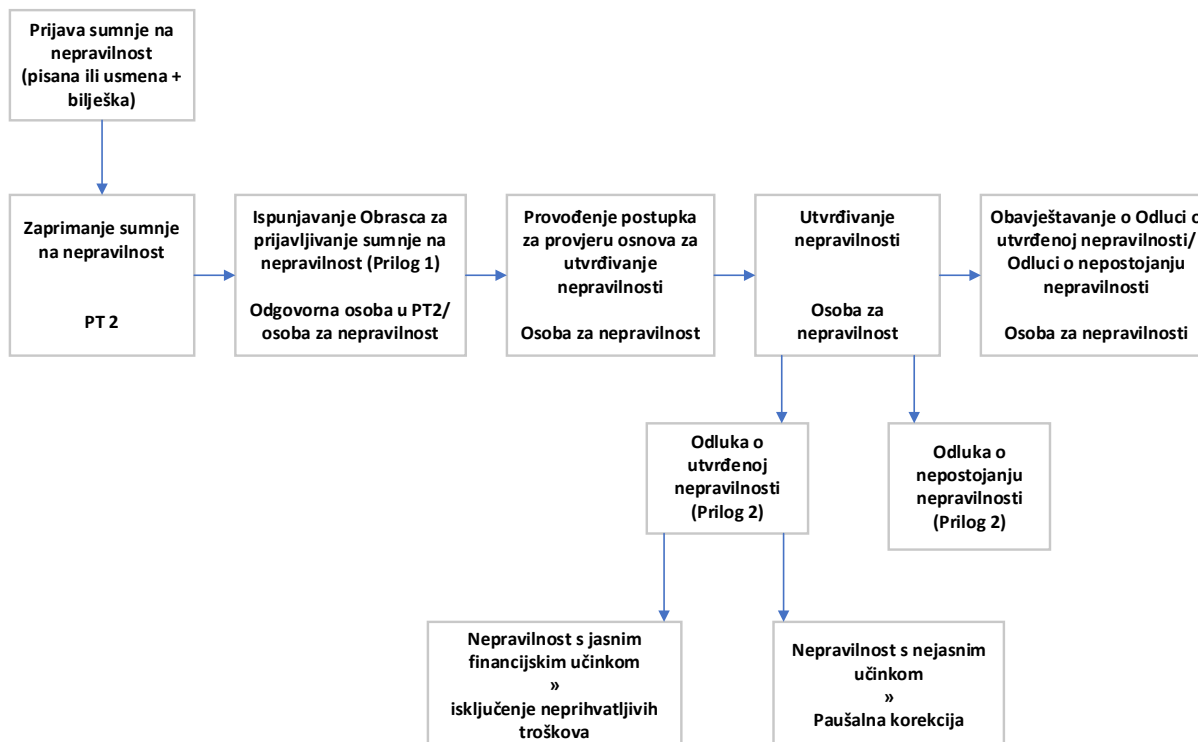 Prijava sumnje na
nepravilnost
(pisana ili usmena +
bilješka)
Zaprimanje sumnje
na nepravilnost
PT 2
Ispunjavanje Obrasca za
prijavljivanje sumnje na
nepravilnost (Prilog 1)
Odgovorna osoba u PT2/
osoba za nepravilnost
Provođenje postupka
za provjeru osnova za
utvrđivanje
nepravilnosti
Osoba za nepravilnost
Utvrđivanje
nepravilnosti
Osoba za
nepravilnost
Obavještavanje o Odluci o
utvrđenoj nepravilnosti/
Odluci o nepostojanju
nepravilnosti
Osoba za nepravilnosti
Odluka o
utvrđenoj
nepravilnosti
(Prilog 2)
Odluka o
nepostojanju
nepravilnosti
(Prilog 2)
Nepravilnost s jasnim
financijskim učinkom
»
isključenje neprihvatljivih
troškova
Nepravilnost s nejasnim
učinkom
»
Paušalna korekcija